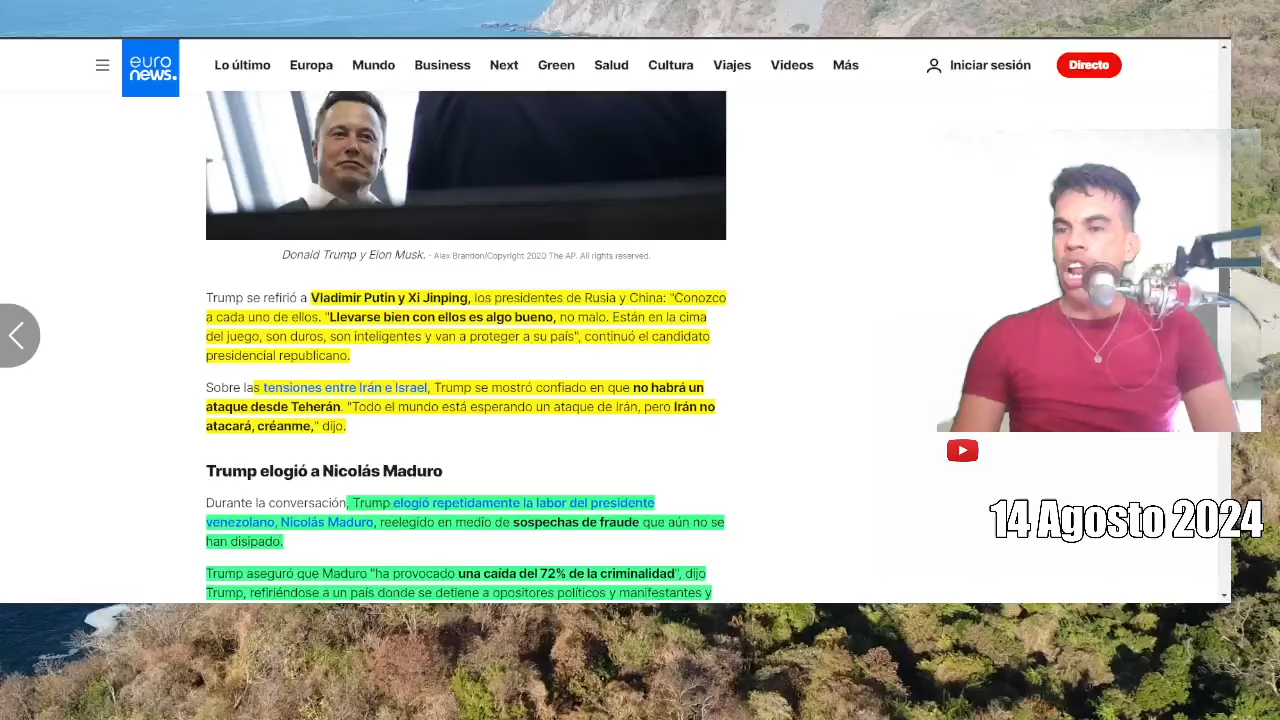 euro
news.
Lo último Europa Mundo Business Next Green Salud Cultura Viajes Videos Más Iniciar sesión Directo
Donald Trump y Elon Musk. - Alex Brandon/Copyright 2020 The AP. All rights reserved.
Trump se refirió a Vladimir Putin y Xi Jinping, los presidentes de Rusia y China: "Conozco
a cada uno de ellos. "Llevarse bien con ellos es algo bueno, no malo. Están en la cima
del juego, son duros, son inteligentes y van a proteger a su país", continuó el candidato
presidencial republicano.
Sobre las tensiones entre Irán e Israel, Trump se mostró confiado en que no habrá un
ataque desde Teherán. "Todo el mundo está esperando un ataque de Irán, pero Irán no
atacará, créanme," dijo.
Trump elogió a Nicolás Maduro
Durante la conversación, Trump elogió repetidamente la labor del presidente
venezolano, Nicolás Maduro, reelegido en medio de sospechas de fraude que aún no se
han disipado.
Trump aseguró que Maduro "ha provocado una caída del 72% de la criminalidad", dijo
Trump, refiriéndose a un país donde se detiene a opositores políticos y manifestantes y
14 Agosto 2024